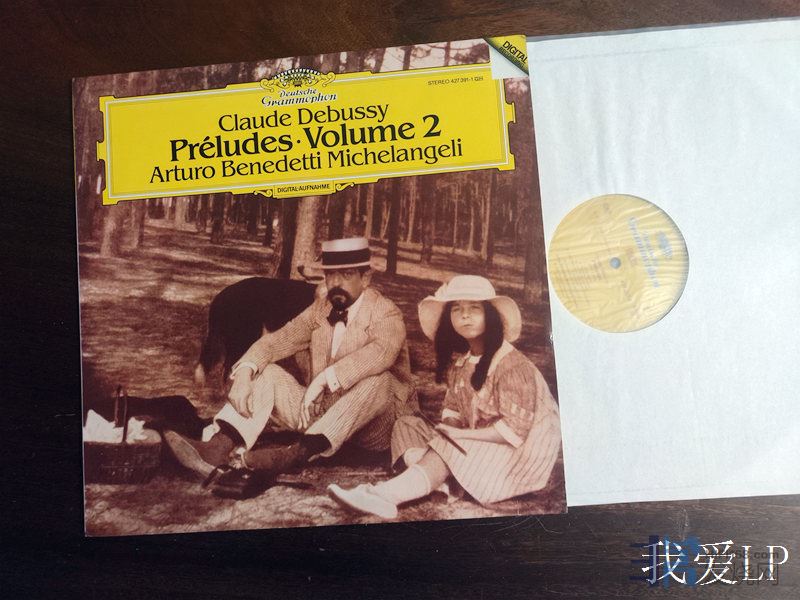 DIGITAL
Deutsche
Grammophon
STEREO 427 391-1 GH
Claude Debussy
Préludes · Volume 2
Arturo Benedetti Michelangeli
DIGITAL-AUFNAHME
我爱LP